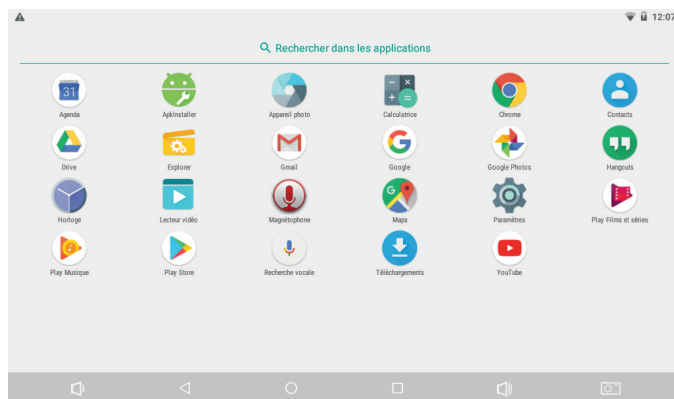 12:07
Rechercher dans les applications
31
Agenda
ApkInstaller
Appareil photo
Calculatrice
Chrome
Contacts
Drive
Explorer
Gmail
Google
Google Photos
Hangouts
Horloge
Lecteur vidéo
Magnétophone
Maps
Paramètres
Play Films et séries
Play Musique
Play Store
Recherche vocale
Téléchargements
YouTube